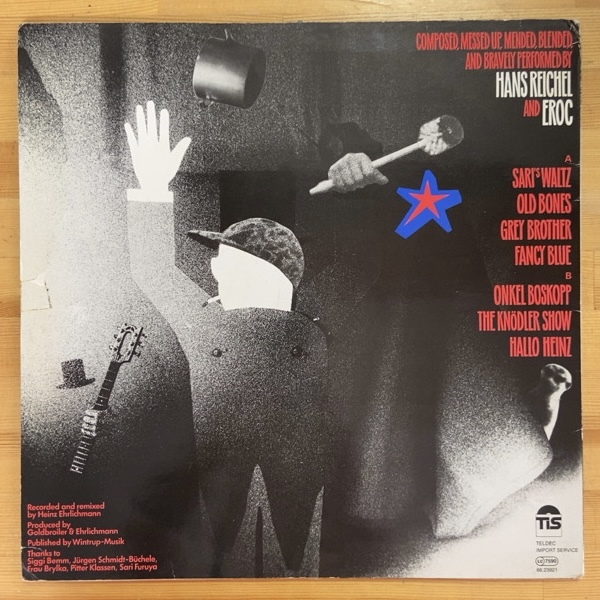 COMPOSED, MESSED UP, MENDED, BLENDED
AND BRAVELY PERFORMED BY
HANS REICHEL
AND EROC
A
SARI'S WALTZ
OLD BONES
GREY BROTHER
FANCY BLUE
B
ONKEL BOSKOPP
THE KNÖDLER SHOW
HALLO HEINZ
Recorded and remixed
by Heinz Ehrlichmann
Produced by
Goldbroiler & Ehrlichmann
Published by Wintrup-Musik
Thanks to
Siggi Bemm, Jürgen Schmidt-Büchele,
Frau Bryfka, Pitter Klassen, Sari Furuya
TIS
TELDEC
IMPORT SERVICE
LC 7590